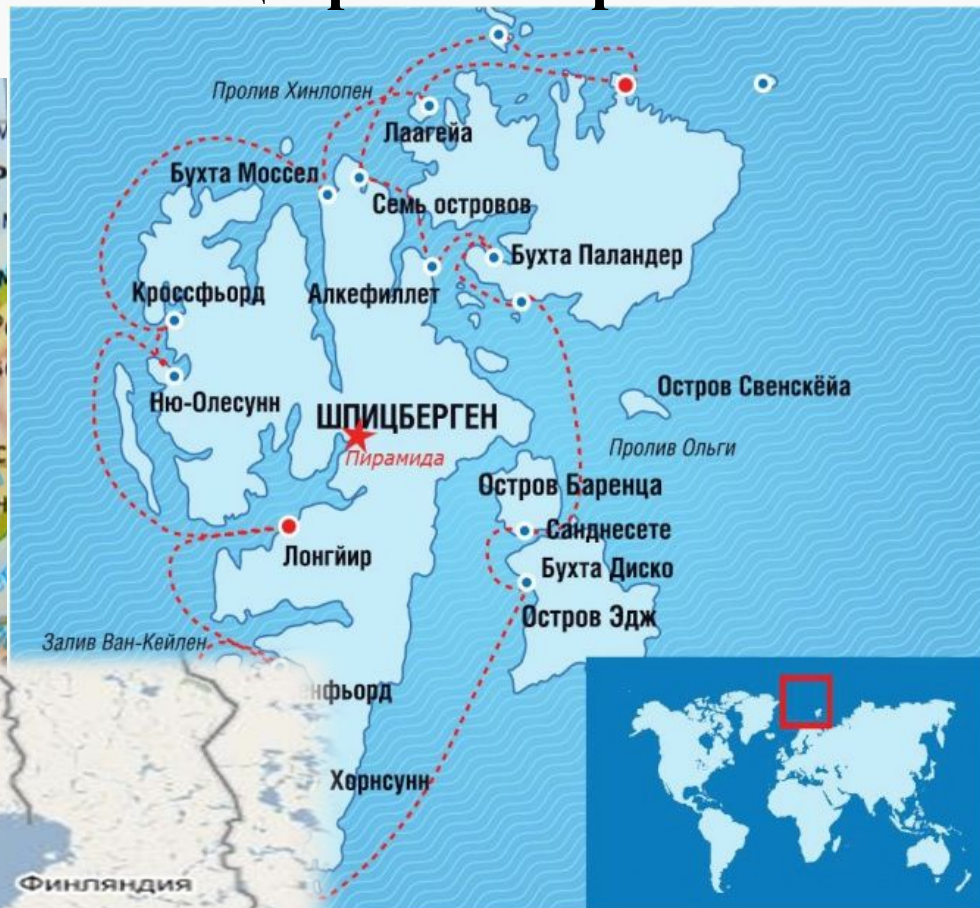 Пролив Хинлопен
Лаагейа
Бухта Моссел
Семь островов
Бухта Паландер
Кроссфьорд
Алкефиллет
Остров Свенскёйа
Ню-Олесунн
ШПИЦБЕРГЕН
Пролив Ольги
Пирамида
Остров Баренца
Санднесете
Лонгйир
Бухта Диско
Остров Эдж
Залив Ван-Кейлен
нфьорд
Хорнсунн
Финляндия